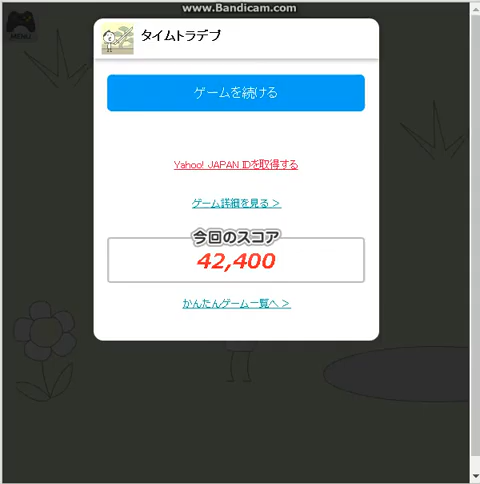 www.Bandicam.com
MENU
タイムトラデブ
ゲームを続ける
Yahoo! JAPAN IDを取得する
ゲーム詳細を見る >
今回のスコア
42,400
かんたんゲーム一覧へ >